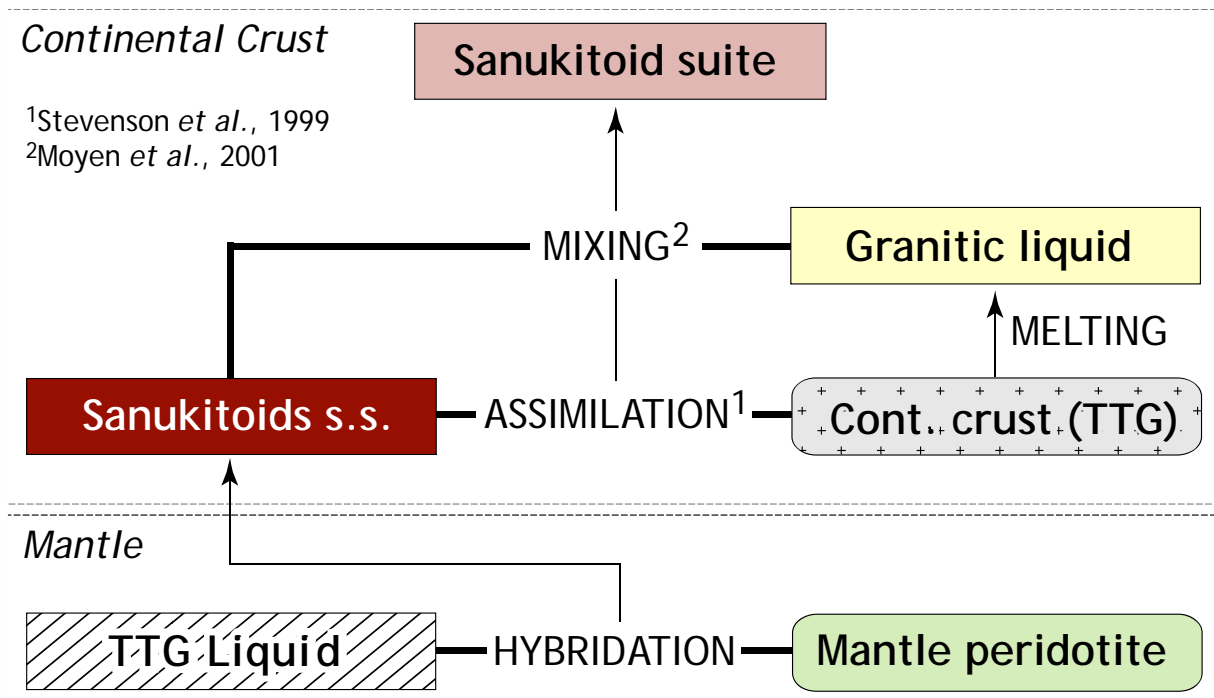 Continental Crust
Sanukitoid suite
¹Stevenson et al., 1999
²Moyen et al., 2001
MIXING²
Granitic liquid
MELTING
Sanukitoids s.s.
ASSIMILATION¹
Cont. crust (TTG)
Mantle
TTG Liquid
HYBRIDATION
Mantle peridotite